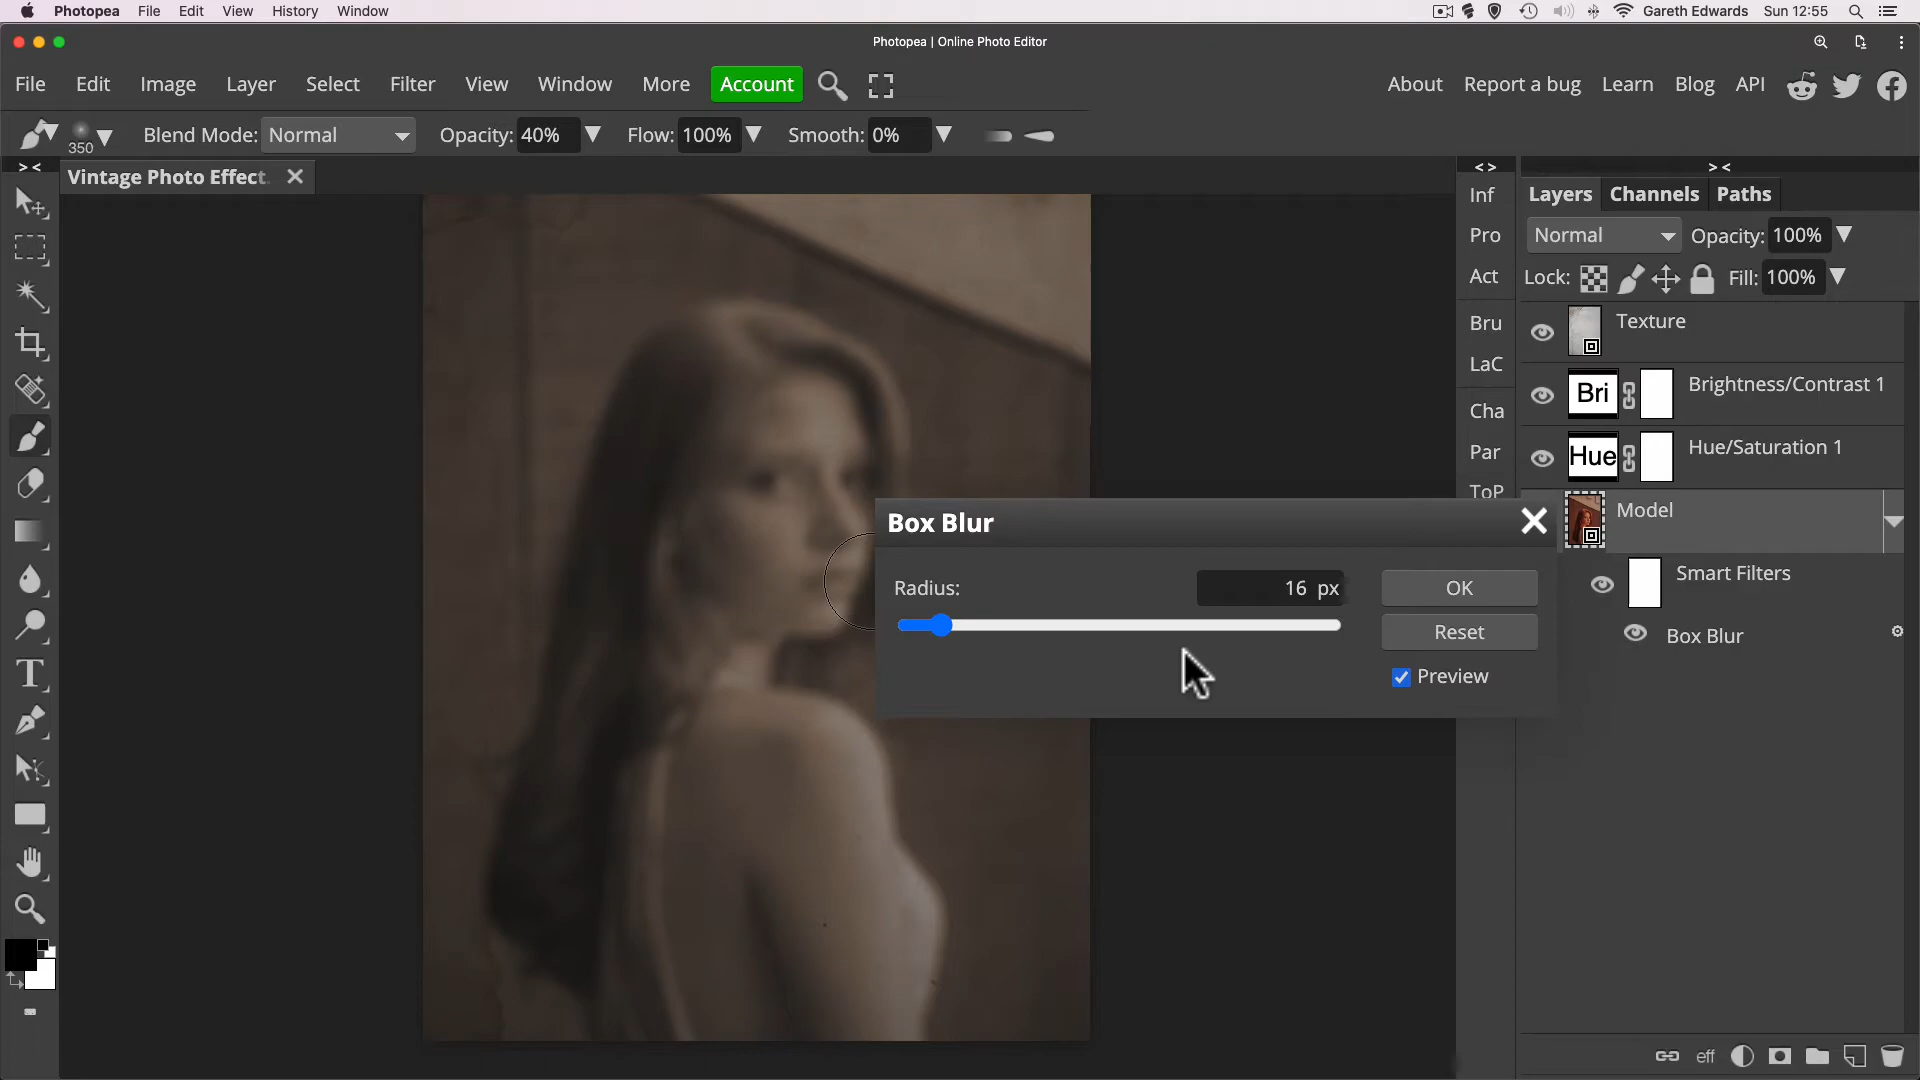 Photopea File Edit View History Window
Gareth Edwards Sun 12:55
Photopea | Online Photo Editor
File Edit Image Layer Select Filter View Window More Account
About Report a bug Learn Blog API
350 Blend Mode: Normal Opacity: 40% Flow: 100% Smooth: 0%
> <
Vintage Photo Effect.
< >
> <
Inf
Pro
Act
Bru
LaC
Cha
Par
ToP
Layers Channels Paths
Normal Opacity: 100%
Lock: Fill: 100%
Texture
Bri Brightness/Contrast 1
Hue Hue/Saturation 1
Model
Smart Filters
Box Blur
Box Blur
Radius: 16 px
OK
Reset
Preview
eff